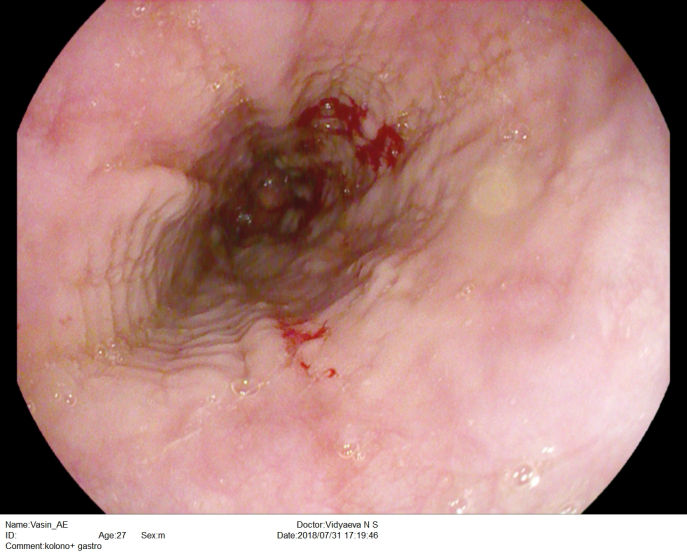 Name:Vasin_AE Doctor:Vidyaeva N S
ID: Age:27 Sex:m Date:2018/07/31 17:19:46
Comment:kolono+ gastro